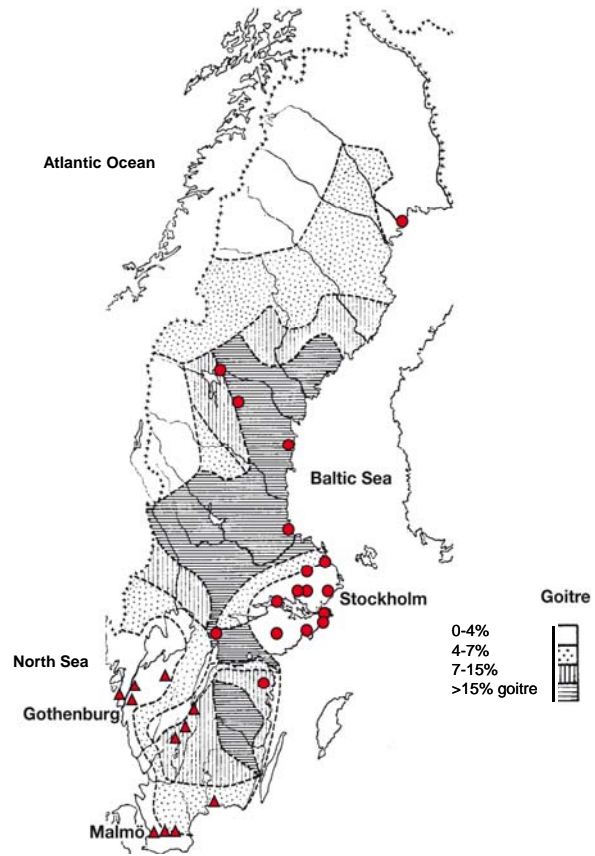 Atlantic Ocean
Baltic Sea
Stockholm
Goitre
0-4%
4-7%
7-15%
>15% goitre
North Sea
Gothenburg
Malmö